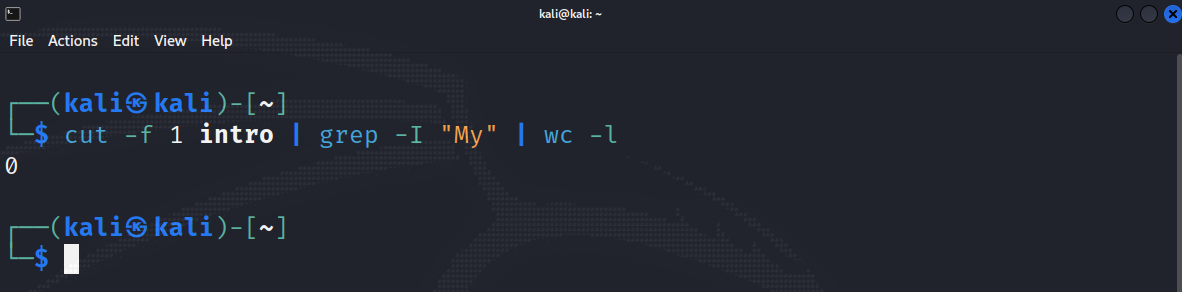 kali@kali: ~
File Actions Edit View Help
┌──(kali㉿kali)-[~]
└─$ cut -f 1 intro | grep -I "My" | wc -l
0
┌──(kali㉿kali)-[~]
└─$